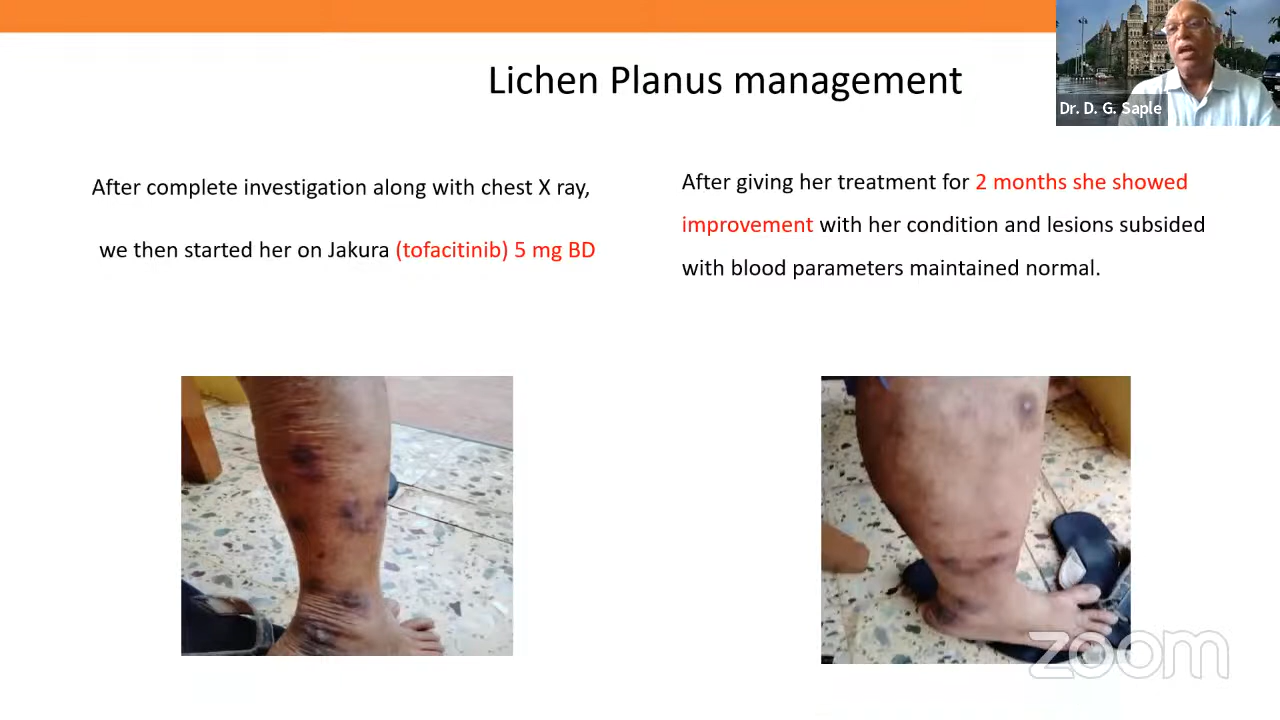 Lichen Planus management
Dr. D. G. Saple
After complete investigation along with chest X ray,
we then started her on Jakura (tofacitinib) 5 mg BD
After giving her treatment for 2 months she showed
improvement with her condition and lesions subsided
with blood parameters maintained normal.
zoom